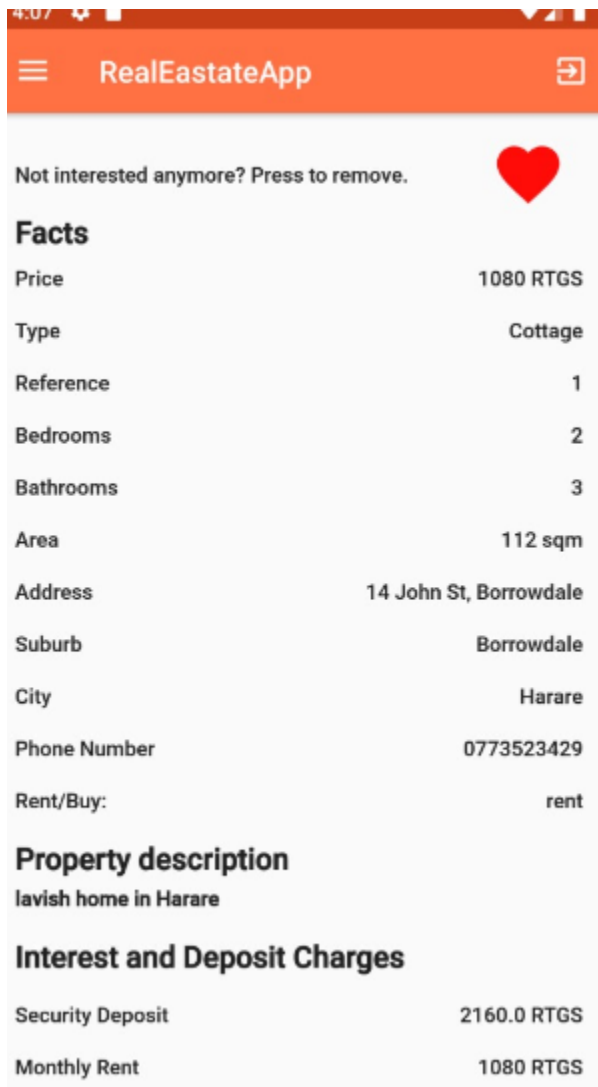 4:07
RealEastateApp
Not interested anymore? Press to remove.
Facts
Price 1080 RTGS
Type Cottage
Reference 1
Bedrooms 2
Bathrooms 3
Area 112 sqm
Address 14 John St, Borrowdale
Suburb Borrowdale
City Harare
Phone Number 0773523429
Rent/Buy: rent
Property description
lavish home in Harare
Interest and Deposit Charges
Security Deposit 2160.0 RTGS
Monthly Rent 1080 RTGS